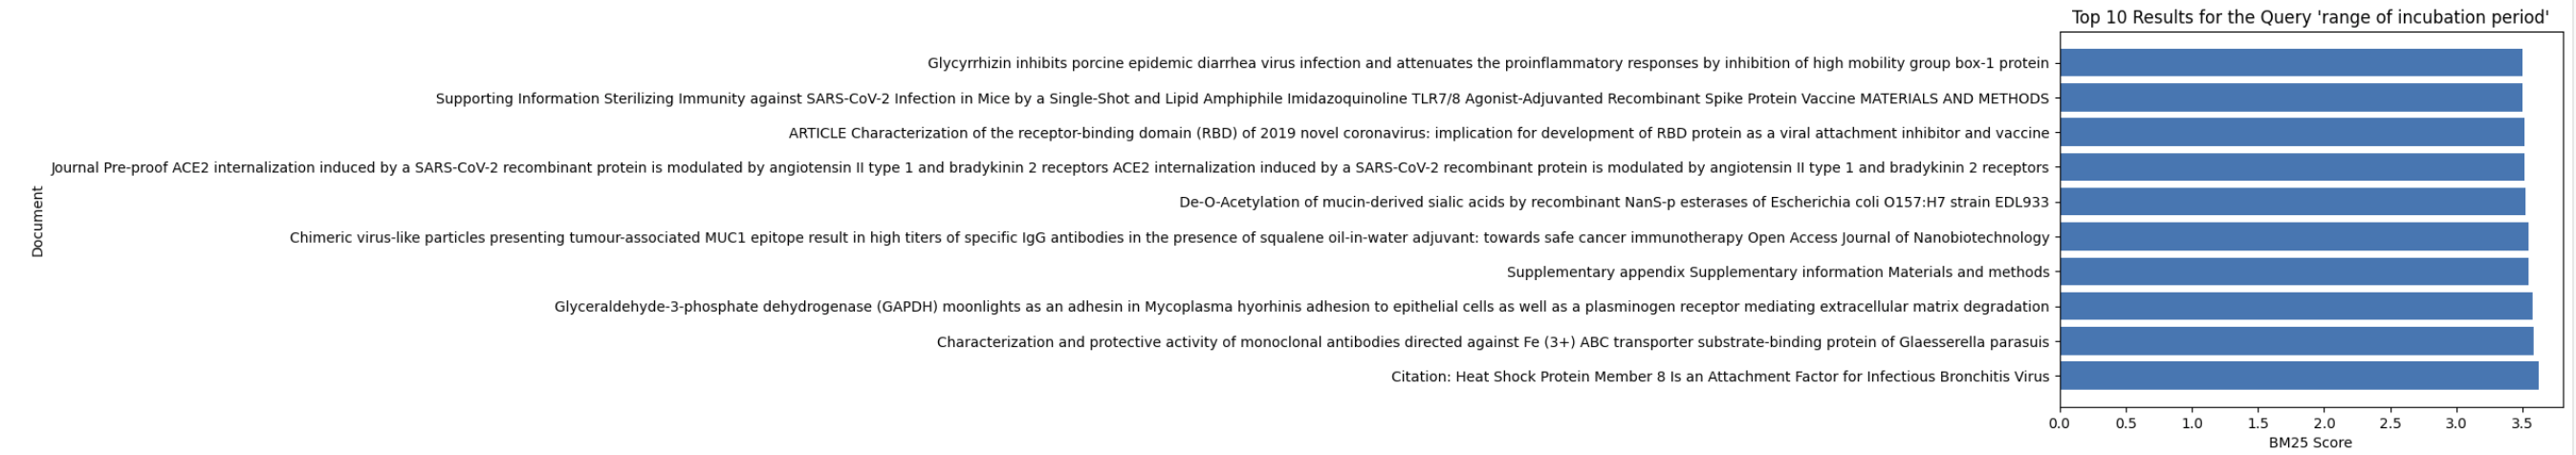 Top 10 Results for the Query 'range of incubation period'
Glycyrrhizin inhibits porcine epidemic diarrhea virus infection and attenuates the proinflammatory responses by inhibition of high mobility group box-1 protein
Supporting Information Sterilizing Immunity against SARS-CoV-2 Infection in Mice by a Single-Shot and Lipid Amphiphile Imidazoquinoline TLR7/8 Agonist-Adjuvanted Recombinant Spike Protein Vaccine MATERIALS AND METHODS
ARTICLE Characterization of the receptor-binding domain (RBD) of 2019 novel coronavirus: implication for development of RBD protein as a viral attachment inhibitor and vaccine
Journal Pre-proof ACE2 internalization induced by a SARS-CoV-2 recombinant protein is modulated by angiotensin II type 1 and bradykinin 2 receptors ACE2 internalization induced by a SARS-CoV-2 recombinant protein is modulated by angiotensin II type 1 and bradykinin 2 receptors
Document
De-O-Acetylation of mucin-derived sialic acids by recombinant NanS-p esterases of Escherichia coli O157:H7 strain EDL933
Chimeric virus-like particles presenting tumour-associated MUC1 epitope result in high titers of specific IgG antibodies in the presence of squalene oil-in-water adjuvant: towards safe cancer immunotherapy Open Access Journal of Nanobiotechnology
Supplementary appendix Supplementary information Materials and methods
Glyceraldehyde-3-phosphate dehydrogenase (GAPDH) moonlights as an adhesin in Mycoplasma hyorhinis adhesion to epithelial cells as well as a plasminogen receptor mediating extracellular matrix degradation
Characterization and protective activity of monoclonal antibodies directed against Fe (3+) ABC transporter substrate-binding protein of Glaesserella parasuis
Citation: Heat Shock Protein Member 8 Is an Attachment Factor for Infectious Bronchitis Virus
0.0 0.5 1.0 1.5 2.0 2.5 3.0 3.5
BM25 Score